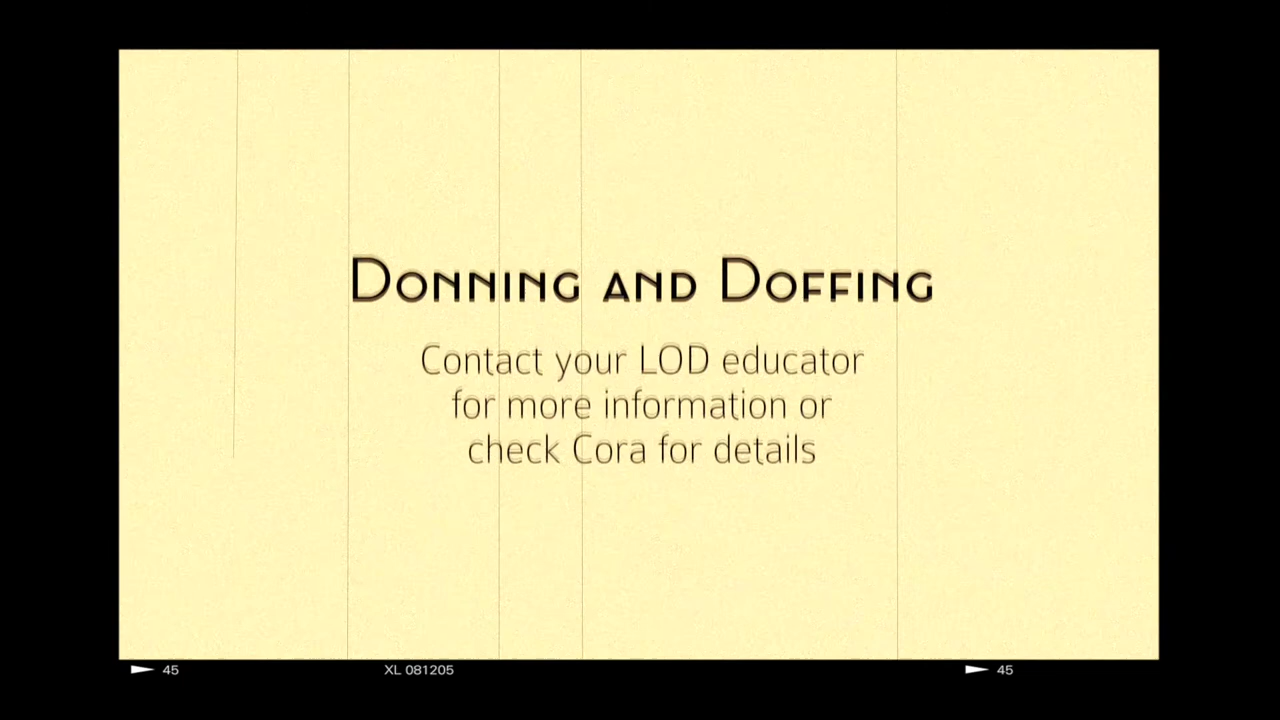 Donning and Doffing
Contact your LOD educator
for more information or
check Cora for details
45
XL 081205
45